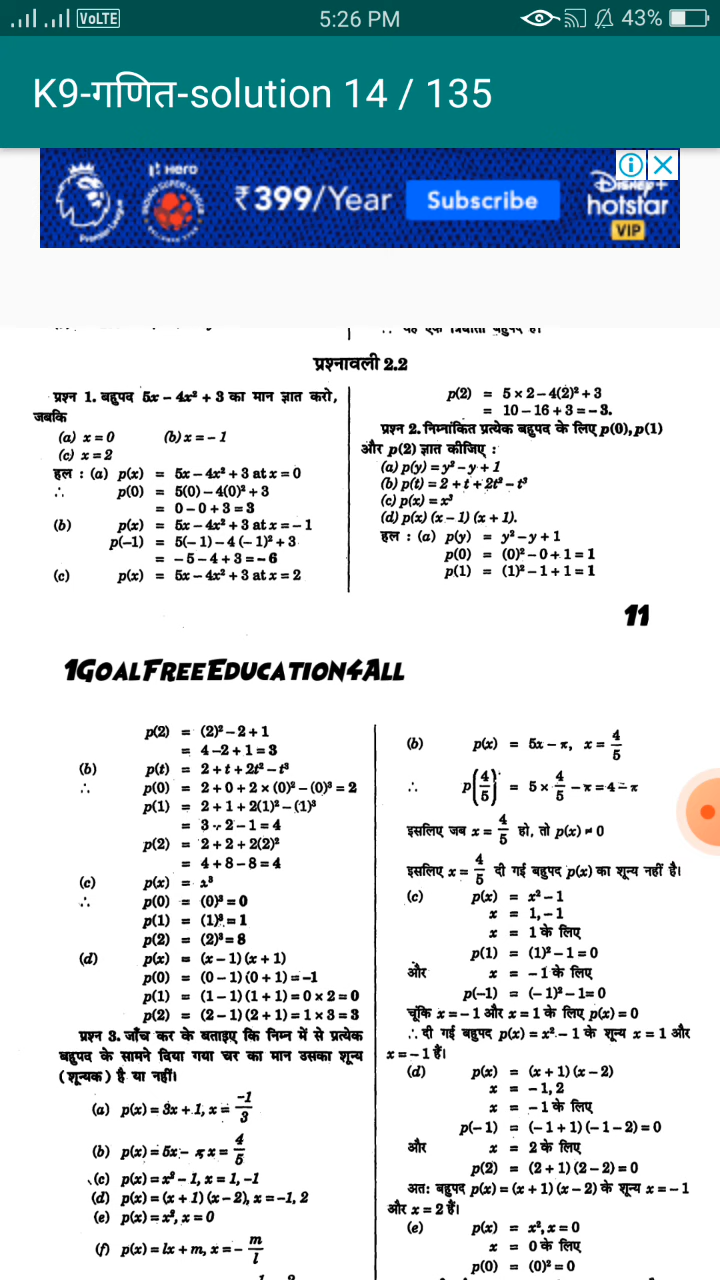 VoLTE 5:26 PM 43%
K9-गणित-solution 14 / 135
Premier League
Hero
INDIAN SUPER LEAGUE
₹399/Year
Subscribe
Disney+
hotstar
VIP
∴ यह एक त्रिघाती बहुपद है।
प्रश्नावली 2.2
प्रश्न 1. बहुपद 5x – 4x² + 3 का मान ज्ञात करो,
जबकि
(a) x = 0 (b) x = – 1
(c) x = 2
हल : (a) p(x) = 5x – 4x² + 3 at x = 0
∴ p(0) = 5(0) – 4(0)² + 3
= 0 – 0 + 3 = 3
(b) p(x) = 5x – 4x² + 3 at x = – 1
p(–1) = 5(– 1) – 4 (– 1)² + 3
= – 5 – 4 + 3 = – 6
(c) p(x) = 5x – 4x² + 3 at x = 2
p(2) = 5 × 2 – 4(2)² + 3
= 10 – 16 + 3 = – 3.
प्रश्न 2. निम्नांकित प्रत्येक बहुपद के लिए p(0), p(1)
और p(2) ज्ञात कीजिए :
(a) p(y) = y² – y + 1
(b) p(t) = 2 + t + 2t² – t³
(c) p(x) = x³
(d) p(x) (x – 1) (x + 1).
हल : (a) p(y) = y² – y + 1
p(0) = (0)² – 0 + 1 = 1
p(1) = (1)² – 1 + 1 = 1
11
1GoalFreeEducation4All
p(2) = (2)² – 2 + 1
= 4 –2 + 1 = 3
(b) p(t) = 2 + t + 2t² – t³
∴ p(0) = 2 + 0 + 2 × (0)² – (0)³ = 2
p(1) = 2 + 1 + 2(1)² – (1)³
= 3 + 2 – 1 = 4
p(2) = 2 + 2 + 2(2)²
= 4 + 8 – 8 = 4
(c) p(x) = x³
∴ p(0) = (0)³ = 0
p(1) = (1)³ = 1
p(2) = (2)³ = 8
(d) p(x) = (x – 1) (x + 1)
p(0) = (0 – 1) (0 + 1) = –1
p(1) = (1 – 1) (1 + 1) = 0 × 2 = 0
p(2) = (2 – 1) (2 + 1) = 1 × 3 = 3
प्रश्न 3. जाँच कर के बताइए कि निम्न में से प्रत्येक
बहुपद के सामने दिया गया चर का मान उसका शून्य
(शून्यक) है या नहीं।
(a) p(x) = 3x + 1, x = –1/3
(b) p(x) = 5x – π x = 4/5
(c) p(x) = x² – 1, x = 1, –1
(d) p(x) = (x + 1) (x – 2), x = –1, 2
(e) p(x) = x², x = 0
(f) p(x) = lx + m, x = – m/l
(b) p(x) = 5x – π, x = 4/5
∴ p(4/5) = 5 × 4/5 – π = 4 – π
इसलिए जब x = 4/5 हो, तो p(x) ≠ 0
इसलिए x = 4/5 दी गई बहुपद p(x) का शून्य नहीं है।
(c) p(x) = x² – 1
x = 1, – 1
x = 1 के लिए
p(1) = (1)² – 1 = 0
और x = – 1 के लिए
p(–1) = (– 1)² – 1= 0
चूंकि x = – 1 और x = 1 के लिए p(x) = 0
∴ दी गई बहुपद p(x) = x² – 1 के शून्य x = 1 और
x = – 1 हैं।
(d) p(x) = (x + 1) (x – 2)
x = – 1, 2
x = – 1 के लिए
p(– 1) = (– 1 + 1) (– 1 – 2) = 0
और x = 2 के लिए
p(2) = (2 + 1) (2 – 2) = 0
अतः बहुपद p(x) = (x + 1) (x – 2) के शून्य x = – 1
और x = 2 हैं।
(e) p(x) = x², x = 0
x = 0 के लिए
p(0) = (0)² = 0